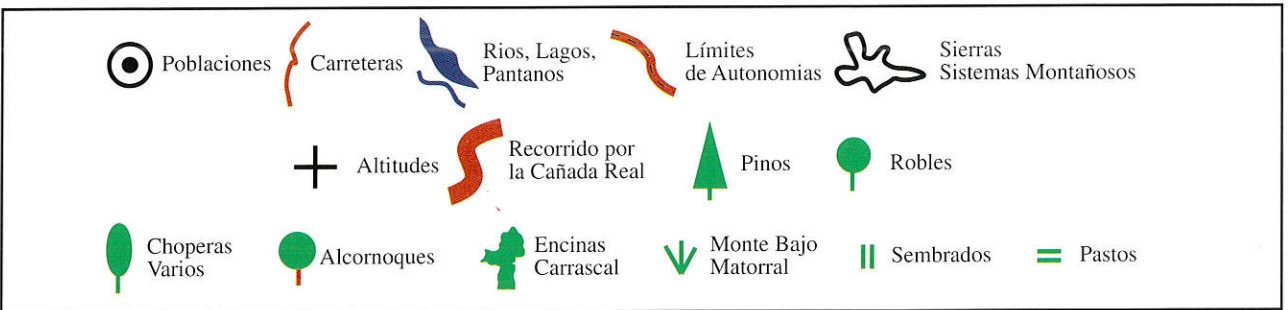 Poblaciones
Carreteras
Rios, Lagos,
Pantanos
Límites
de Autonomias
Sierras
Sistemas Montañosos
Altitudes
Recorrido por
la Cañada Real
Pinos
Robles
Choperas
Varios
Alcornoques
Encinas
Carrascal
Monte Bajo
Matorral
Sembrados
Pastos